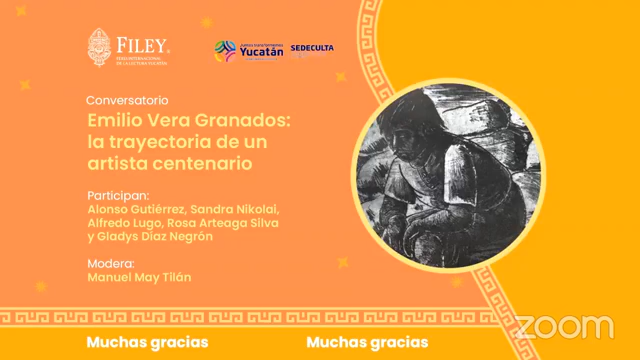 FILEY
FERIA INTERNACIONAL
DE LA LECTURA YUCATÁN
Juntos transformemos
Yucatán
SEDECULTA
Conversatorio
Emilio Vera Granados:
la trayectoria de un
artista centenario
Participan:
Alonso Gutiérrez, Sandra Nikolai,
Alfredo Lugo, Rosa Arteaga Silva
y Gladys Díaz Negrón
Modera:
Manuel May Tilán
Muchas gracias
Muchas gracias
zoom